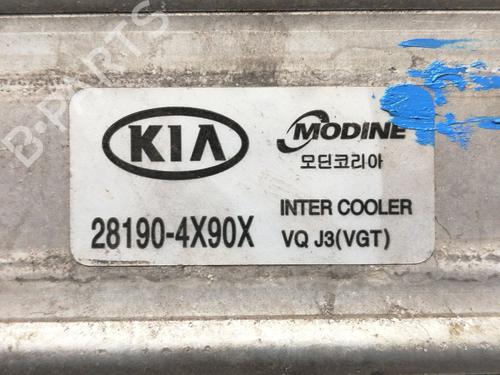 B-PARTS
KIA
MODINE
모딘코리아
28190-4X90X
INTER COOLER
VQ J3(VGT)